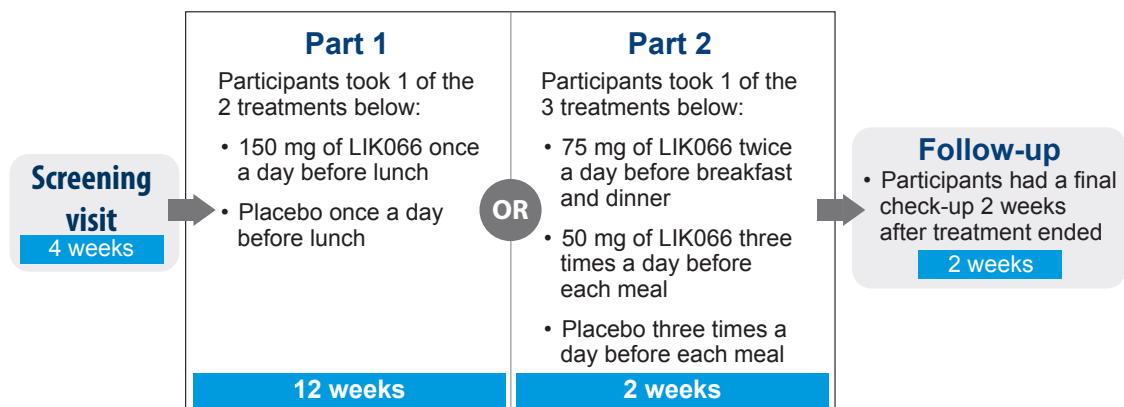 Screening
visit
4 weeks
Part 1
Participants took 1 of the
2 treatments below:
• 150 mg of LIK066 once
a day before lunch
• Placebo once a day
before lunch
12 weeks
OR
Part 2
Participants took 1 of the
3 treatments below:
• 75 mg of LIK066 twice
a day before breakfast
and dinner
• 50 mg of LIK066 three
times a day before
each meal
• Placebo three times a
day before each meal
2 weeks
Follow-up
• Participants had a final
check-up 2 weeks
after treatment ended
2 weeks